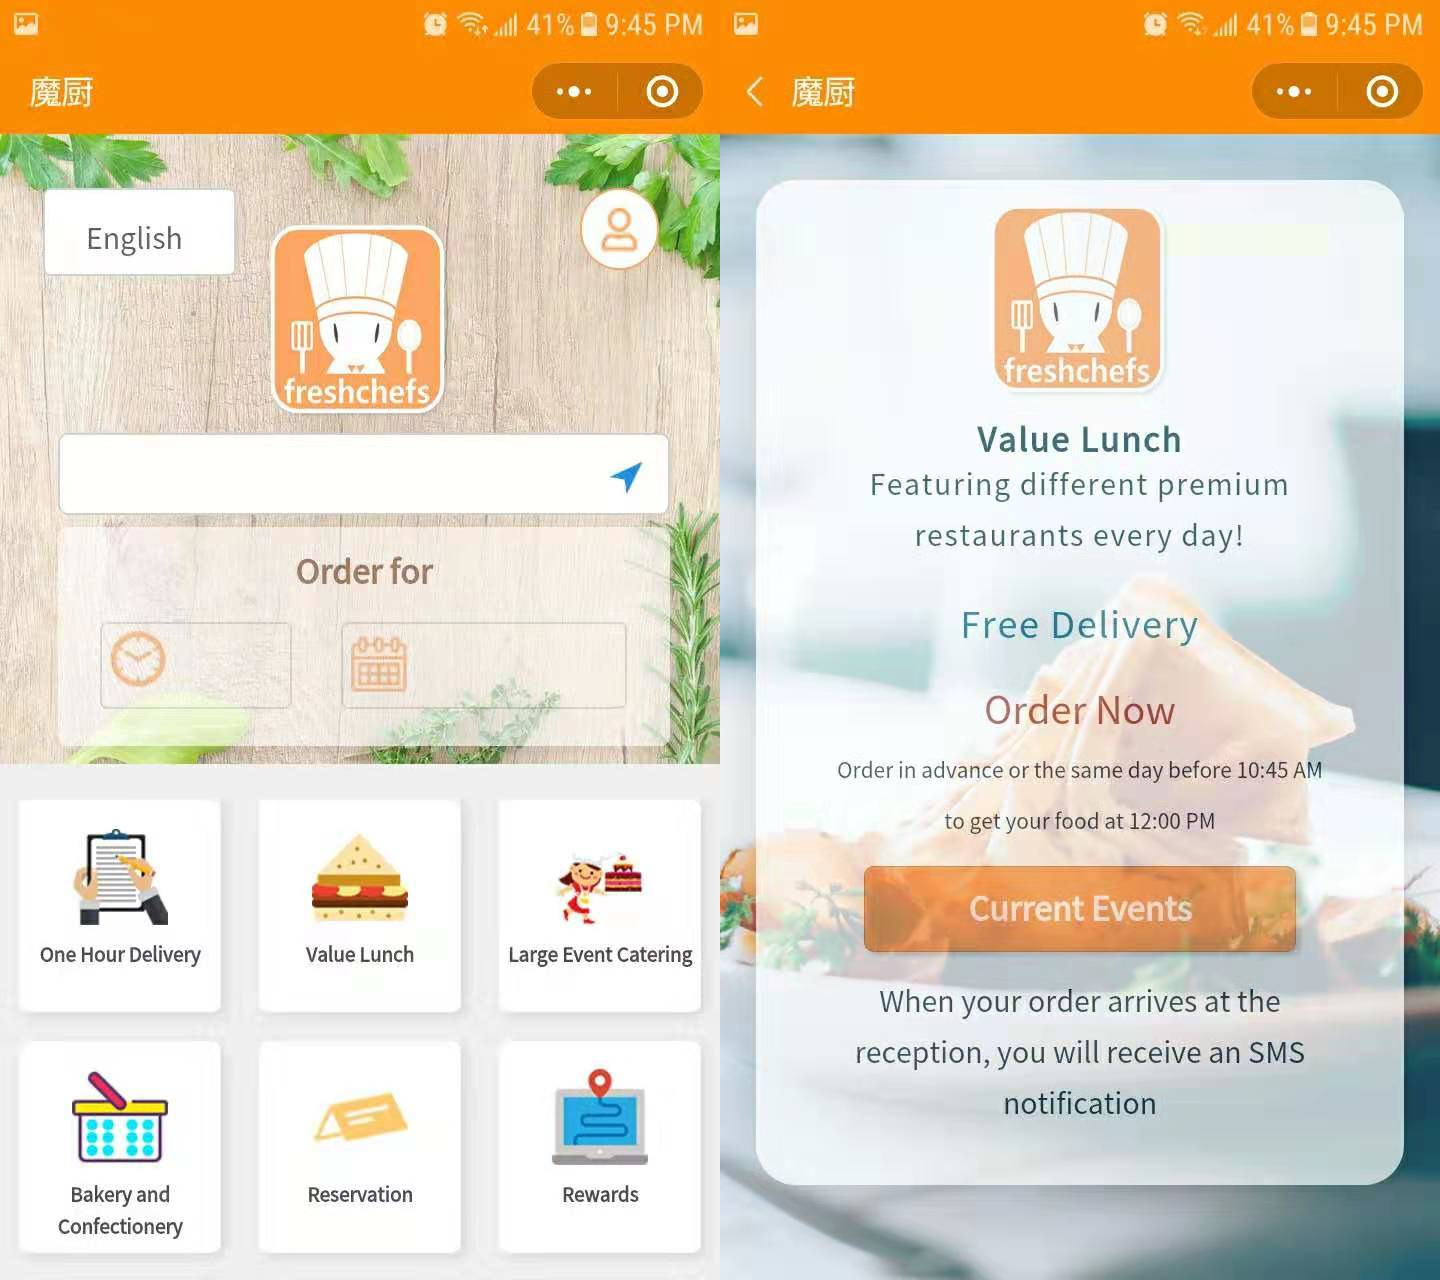 41% 9:45 PM
魔厨
English
freshchefs
Order for
One Hour Delivery
Value Lunch
Large Event Catering
Bakery and
Confectionery
Reservation
Rewards
41% 9:45 PM
魔厨
freshchefs
Value Lunch
Featuring different premium
restaurants every day!
Free Delivery
Order Now
Order in advance or the same day before 10:45 AM
to get your food at 12:00 PM
Current Events
When your order arrives at the
reception, you will receive an SMS
notification